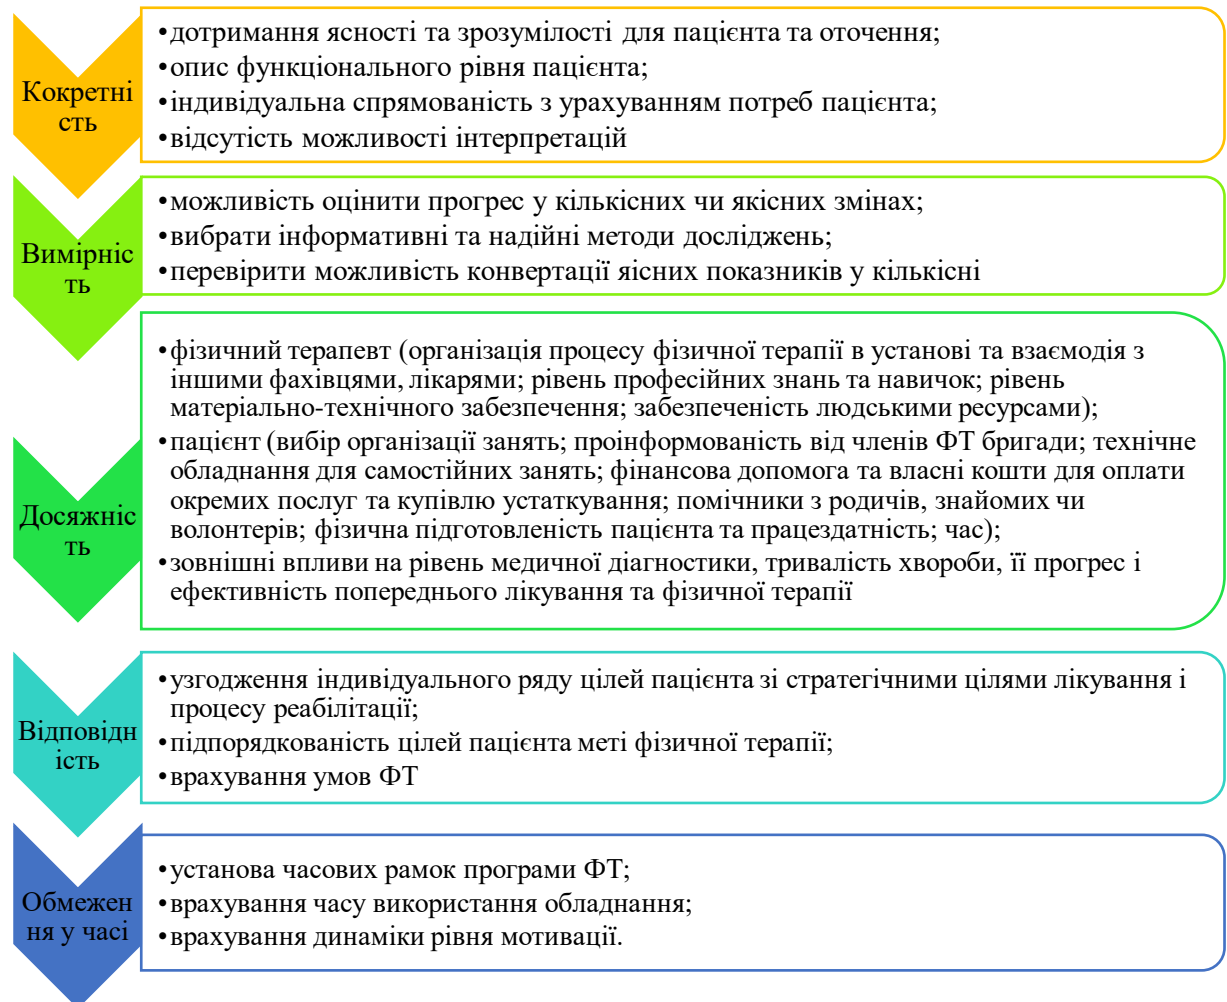 Кокретні
сть
•дотримання ясності та зрозумілості для пацієнта та оточення;
•опис функціонального рівня пацієнта;
•індивідуальна спрямованість з урахуванням потреб пацієнта;
•відсутість можливості інтерпретацій
Вимірніс
ть
•можливість оцінити прогрес у кількісних чи якісних змінах;
•вибрати інформативні та надійні методи досліджень;
•перевірити можливість конвертації яісних показників у кількісні
Досяжніс
ть
•фізичний терапевт (організація процесу фізичної терапії в установі та взаємодія з
іншими фахівцями, лікарями; рівень професійних знань та навичок; рівень
матеріально-технічного забезпечення; забезпеченість людськими ресурсами);
•пацієнт (вибір організації занять; проінформованість від членів ФТ бригади; технічне
обладнання для самостійних занять; фінансова допомога та власні кошти для оплати
окремих послуг та купівлю устаткування; помічники з родичів, знайомих чи
волонтерів; фізична підготовленість пацієнта та працездатність; час);
•зовнішні впливи на рівень медичної діагностики, тривалість хвороби, її прогрес і
ефективність попереднього лікування та фізичної терапії
Відповідн
ість
•узгодження індивідуального ряду цілей пацієнта зі стратегічними цілями лікування і
процесу реабілітації;
•підпорядкованість цілей пацієнта меті фізичної терапії;
•врахування умов ФТ
Обмежен
ня у часі
•установа часових рамок програми ФТ;
•врахування часу використання обладнання;
•врахування динаміки рівня мотивації.